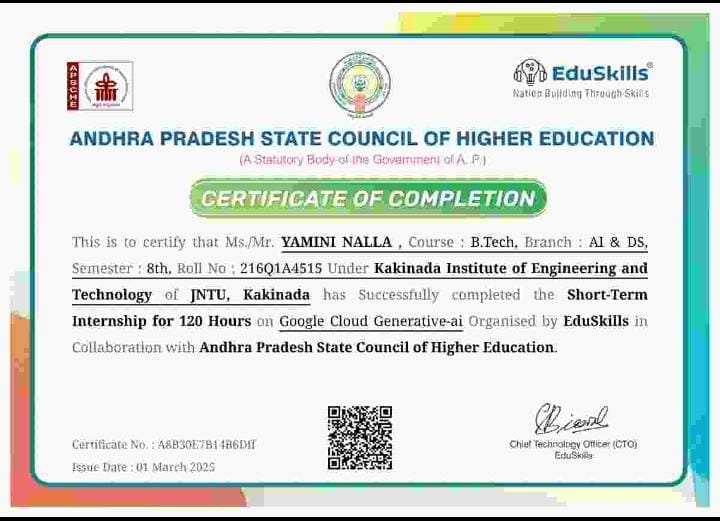 APSCHE
EduSkills®
Nation Building Through Skills
ANDHRA PRADESH STATE COUNCIL OF HIGHER EDUCATION
(A Statutory Body of the Government of A. P.)
CERTIFICATE OF COMPLETION
This is to certify that Ms./Mr. YAMINI NALLA , Course : B.Tech, Branch : AI & DS,
Semester : 8th, Roll No : 216Q1A4515 Under Kakinada Institute of Engineering and
Technology of JNTU, Kakinada has Successfully completed the Short-Term
Internship for 120 Hours on Google Cloud Generative-ai Organised by EduSkills in
Collaboration with Andhra Pradesh State Council of Higher Education.
Certificate No. : A8B30E7B14B6Dff
Issue Date : 01 March 2025
Chief Technology Officer (CTO)
EduSkills